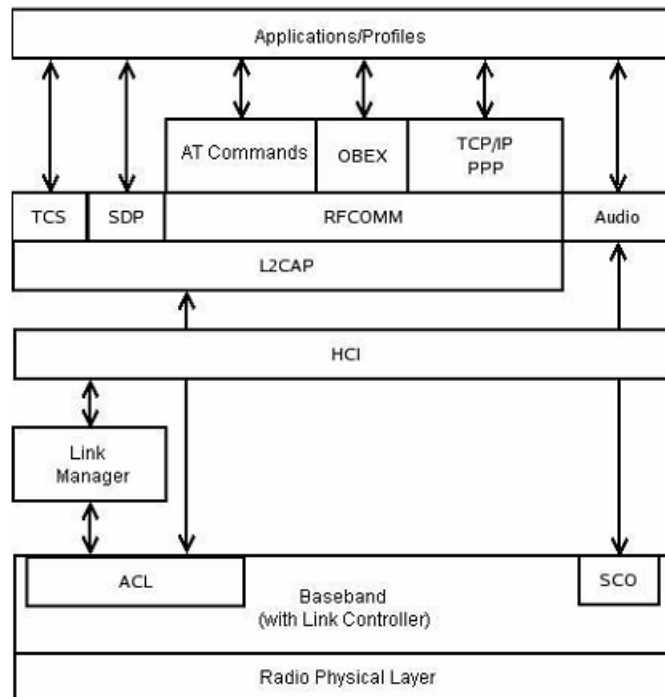 Applications/Profiles
AT Commands
OBEX
TCP/IP
PPP
TCS
SDP
RFCOMM
Audio
L2CAP
HCI
Link
Manager
ACL
SCO
Baseband
(with Link Controller)
Radio Physical Layer